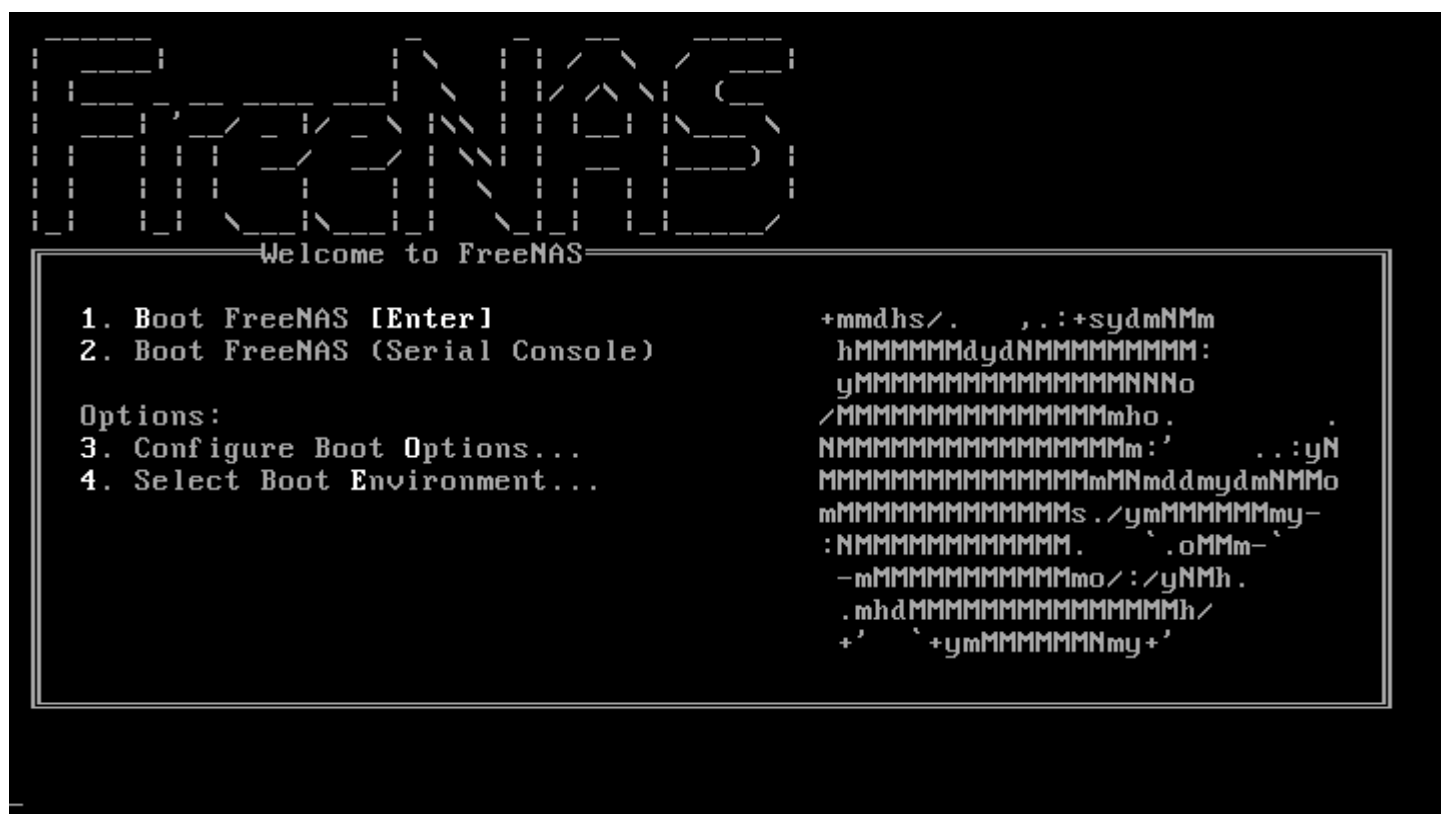 FreeNAS
Welcome to FreeNAS
1. Boot FreeNAS [Enter]
2. Boot FreeNAS (Serial Console)
Options:
3. Configure Boot Options...
4. Select Boot Environment...